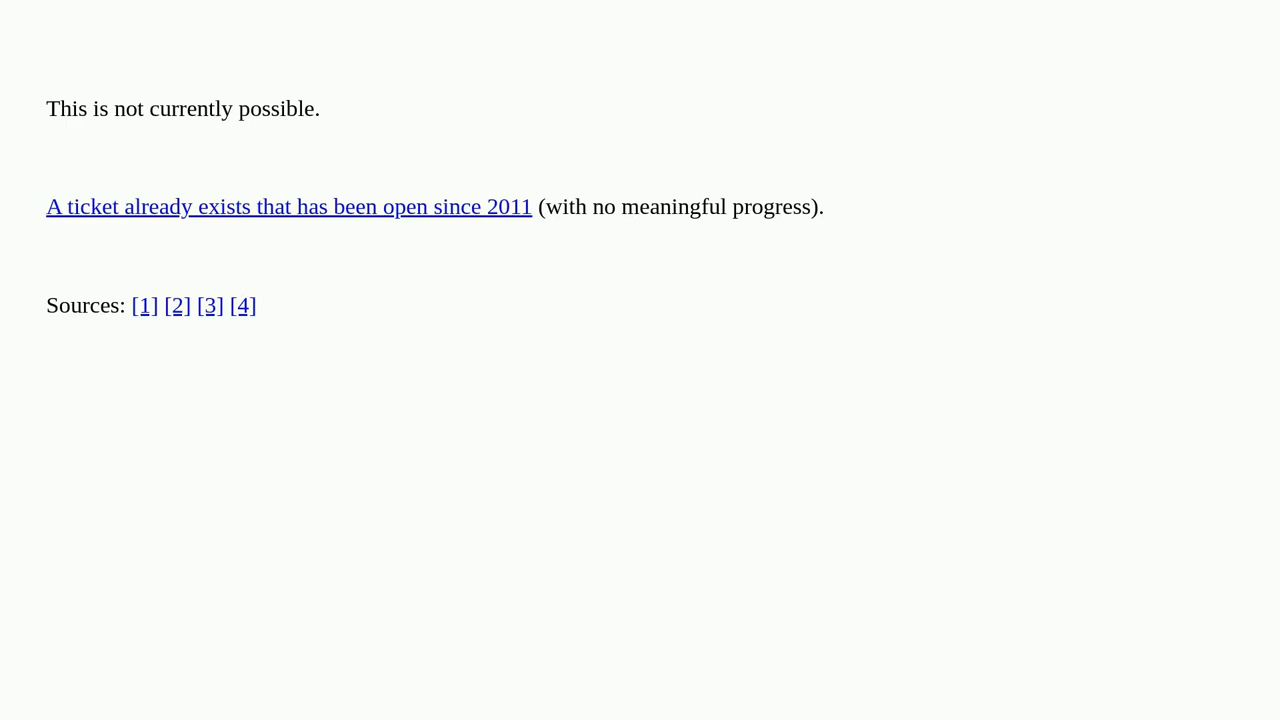 This is not currently possible.
A ticket already exists that has been open since 2011 (with no meaningful progress).
Sources: [1] [2] [3] [4]